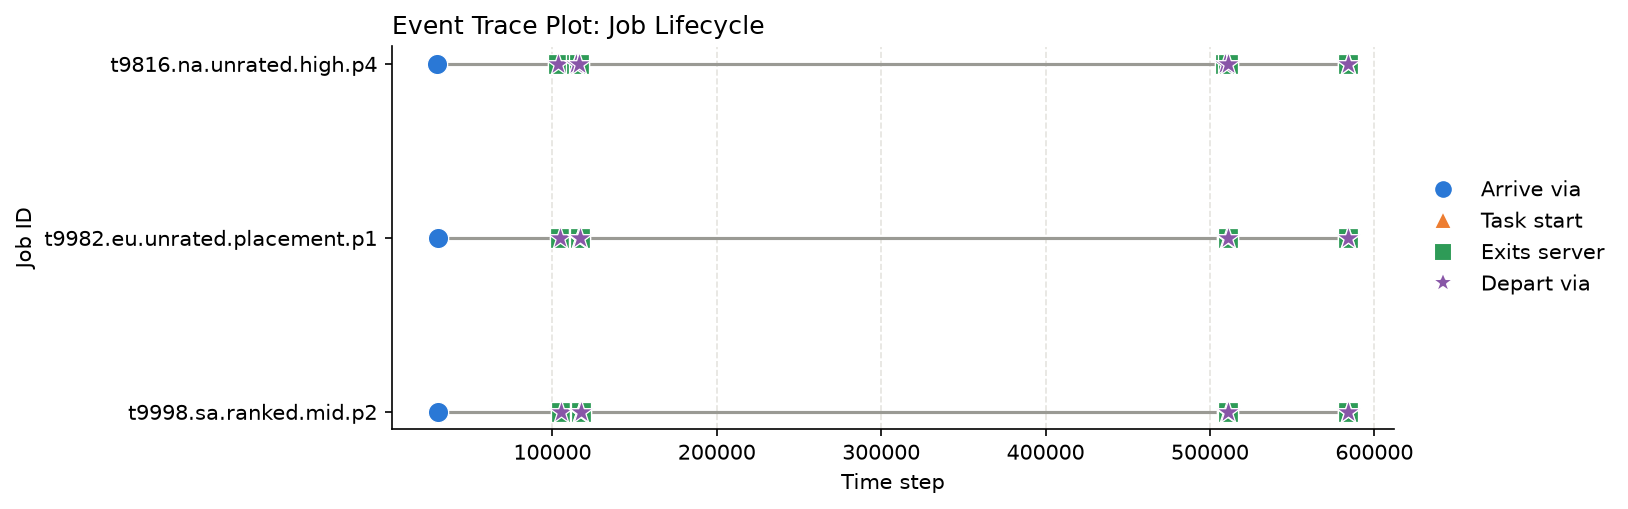 Event Trace Plot: Job Lifecycle
Job ID
t9816.na.unrated.high.p4
t9982.eu.unrated.placement.p1
t9998.sa.ranked.mid.p2
100000 200000 300000 400000 500000 600000
Time step
Arrive via
Task start
Exits server
Depart via